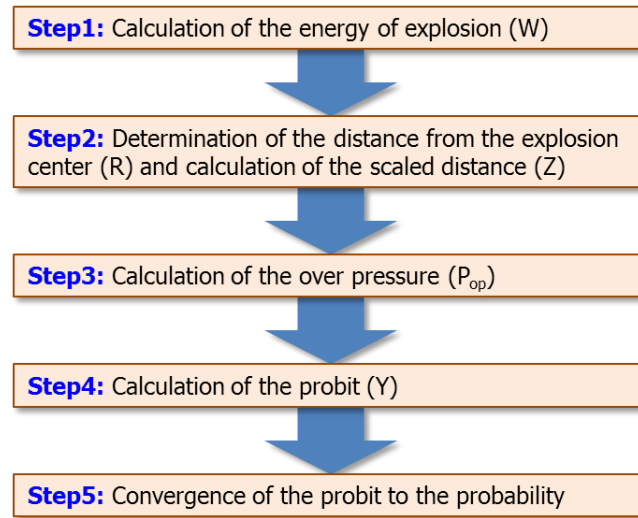 Step1: Calculation of the energy of explosion (W)
Step2: Determination of the distance from the explosion
center (R) and calculation of the scaled distance (Z)
Step3: Calculation of the over pressure (Pop)
Step4: Calculation of the probit (Y)
Step5: Convergence of the probit to the probability